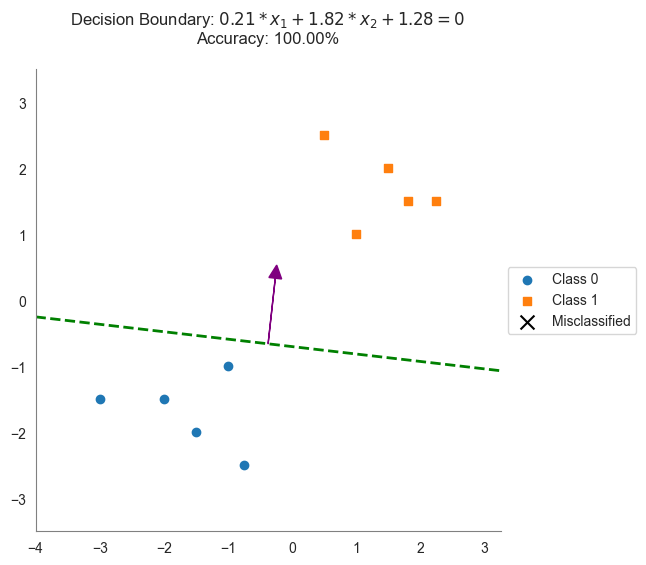 Decision Boundary: 0.21 * x₁ + 1.82 * x₂ + 1.28 = 0
Accuracy: 100.00%
3
2
1
0
−1
−2
−3
−4 −3 −2 −1 0 1 2 3
Class 0
Class 1
Misclassified